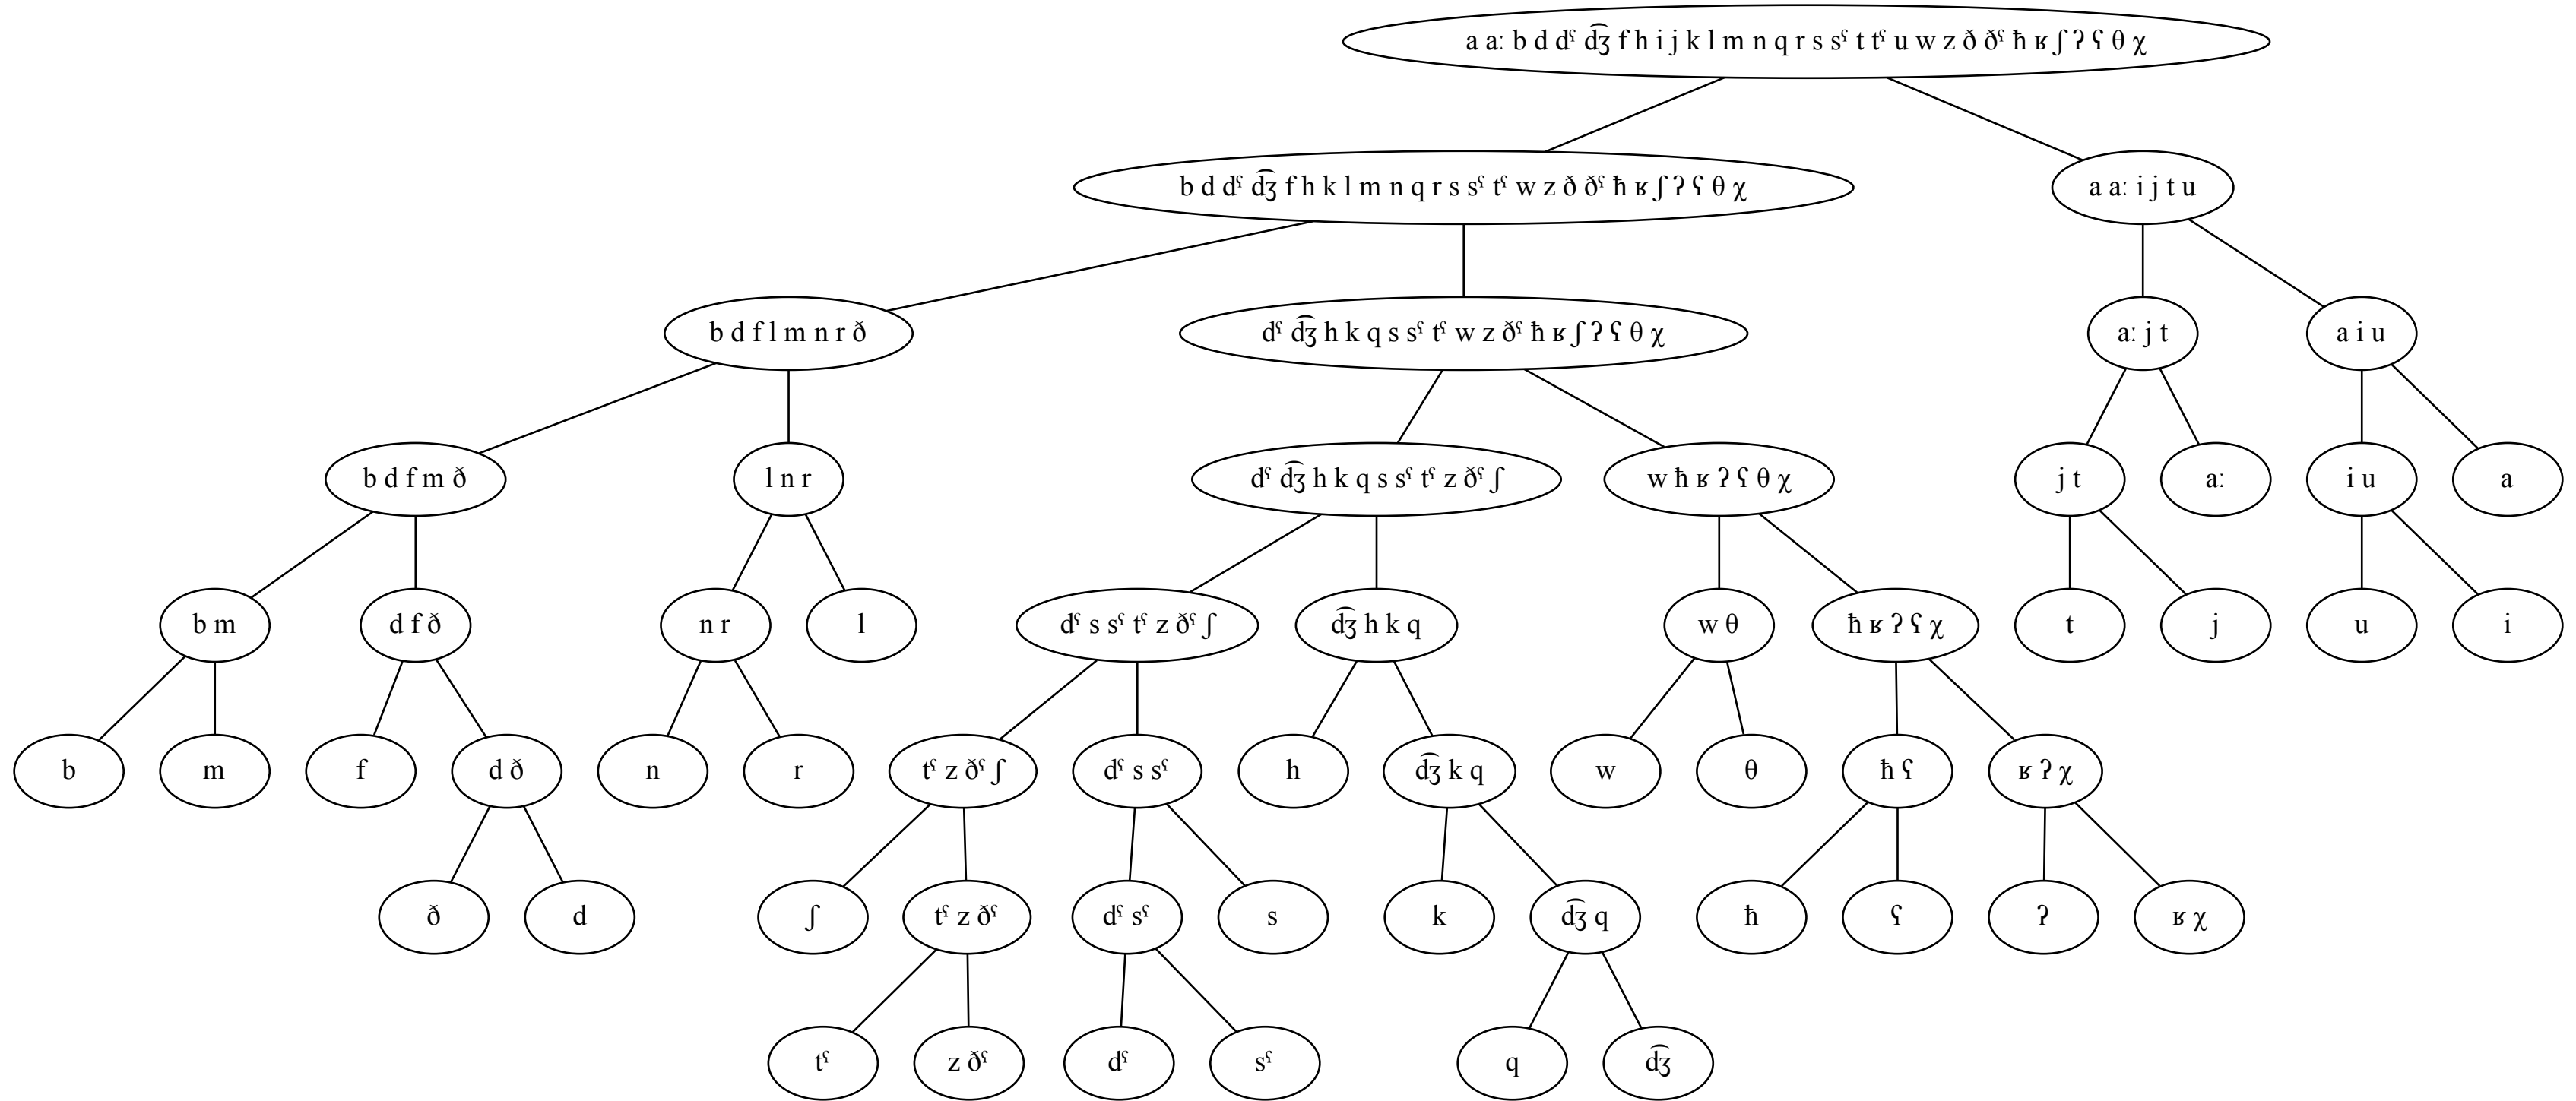 a aː b d dˤ d͡ʒ f h i j k l m n q r s sˤ t tˤ u w z ð ðˤ ħ ʁ ʃ ʔ ʕ θ χ
b d dˤ d͡ʒ f h k l m n q r s sˤ tˤ w z ð ðˤ ħ ʁ ʃ ʔ ʕ θ χ
a aː i j t u
b d f l m n r ð
dˤ d͡ʒ h k q s sˤ tˤ w z ðˤ ħ ʁ ʃ ʔ ʕ θ χ
aː j t
a i u
b d f m ð
l n r
dˤ d͡ʒ h k q s sˤ tˤ z ðˤ ʃ
w ħ ʁ ʔ ʕ θ χ
j t
aː
i u
a
b m
d f ð
n r
l
dˤ s sˤ tˤ z ðˤ ʃ
d͡ʒ h k q
w θ
ħ ʁ ʔ ʕ χ
t
j
u
i
b
m
f
d ð
n
r
tˤ z ðˤ ʃ
dˤ s sˤ
h
d͡ʒ k q
w
θ
ħ ʕ
ʁ ʔ χ
ð
d
ʃ
tˤ z ðˤ
dˤ sˤ
s
k
d͡ʒ q
ħ
ʕ
ʔ
ʁ χ
tˤ
z ðˤ
dˤ
sˤ
q
d͡ʒ